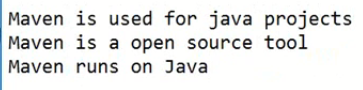 Maven is used for java projects
Maven is a open source tool
Maven runs on Java